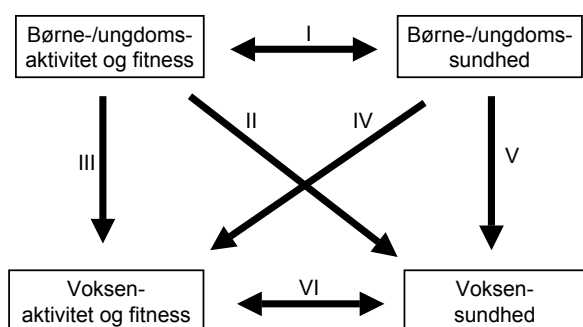 Børne-/ungdoms-
aktivitet og fitness
I
Børne-/ungdoms-
sundhed
II
IV
III
V
Voksen-
aktivitet og fitness
VI
Voksen-
sundhed